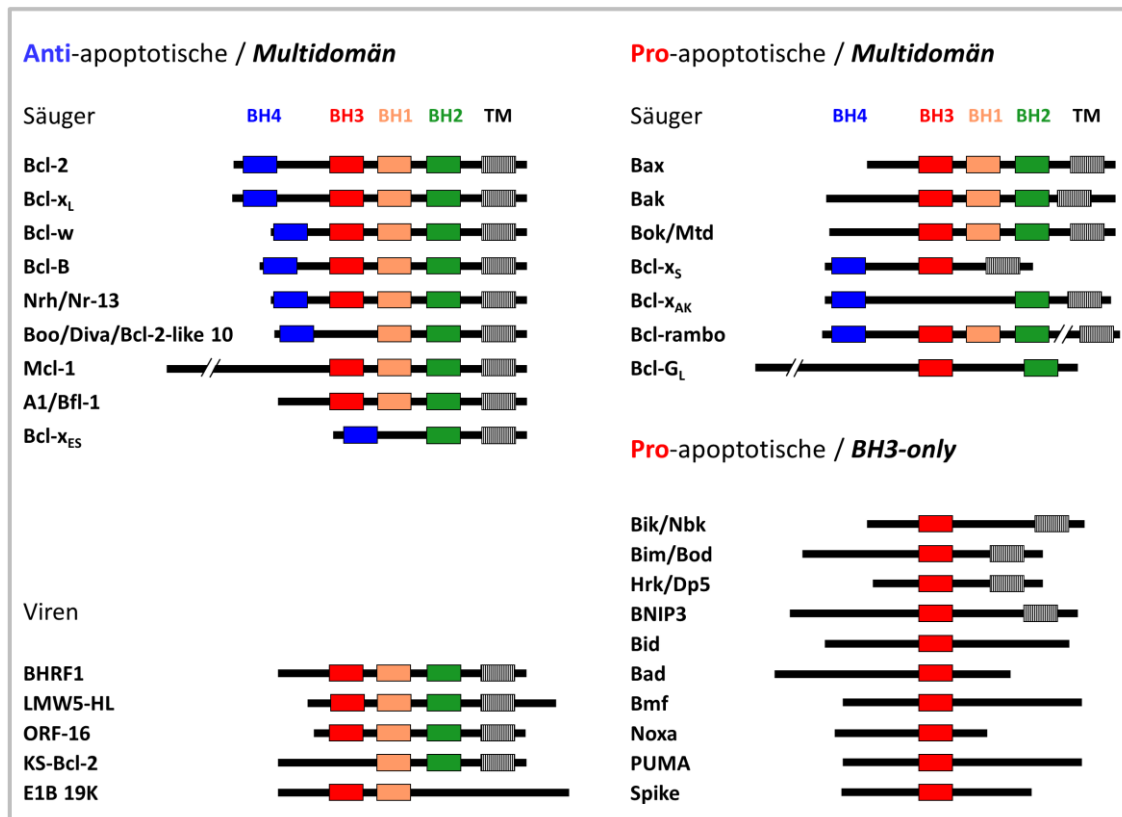 Anti-apoptotische / Multidomän
Säuger BH4 BH3 BH1 BH2 TM
Bcl-2
Bcl-xL
Bcl-w
Bcl-B
Nrh/Nr-13
Boo/Diva/Bcl-2-like 10
Mcl-1
A1/Bfl-1
Bcl-xES
Viren
BHRF1
LMW5-HL
ORF-16
KS-Bcl-2
E1B 19K
Pro-apoptotische / Multidomän
Säuger BH4 BH3 BH1 BH2 TM
Bax
Bak
Bok/Mtd
Bcl-xS
Bcl-xAK
Bcl-rambo
Bcl-GL
Pro-apoptotische / BH3-only
Bik/Nbk
Bim/Bod
Hrk/Dp5
BNIP3
Bid
Bad
Bmf
Noxa
PUMA
Spike